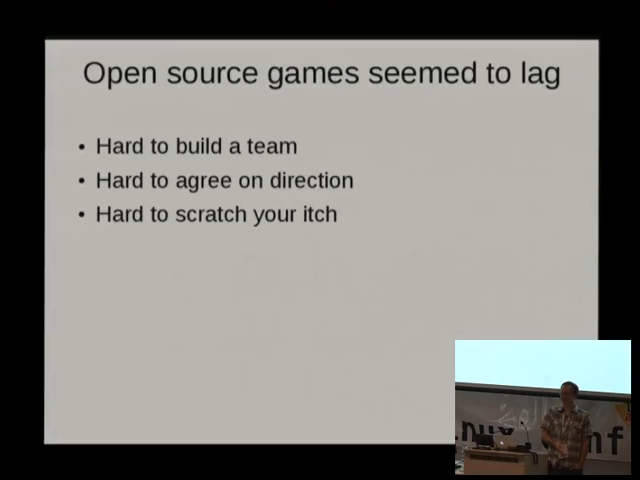 Open source games seemed to lag
• Hard to build a team
• Hard to agree on direction
• Hard to scratch your itch